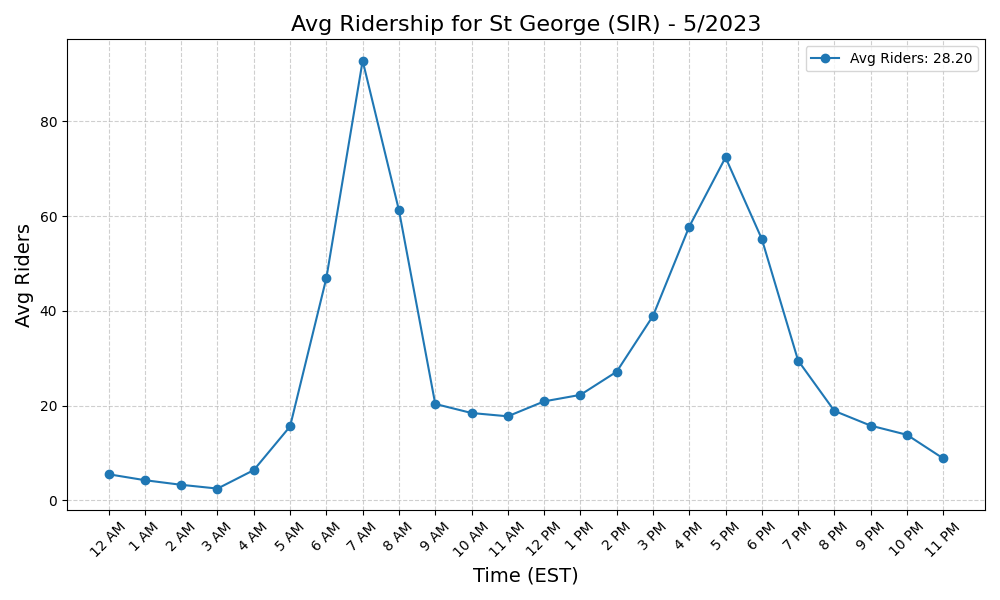 Avg Ridership for St George (SIR) - 5/2023
Avg Riders: 28.20
Avg Riders
80
60
40
20
0
12 AM 1 AM 2 AM 3 AM 4 AM 5 AM 6 AM 7 AM 8 AM 9 AM 10 AM 11 AM 12 PM 1 PM 2 PM 3 PM 4 PM 5 PM 6 PM 7 PM 8 PM 9 PM 10 PM 11 PM
Time (EST)